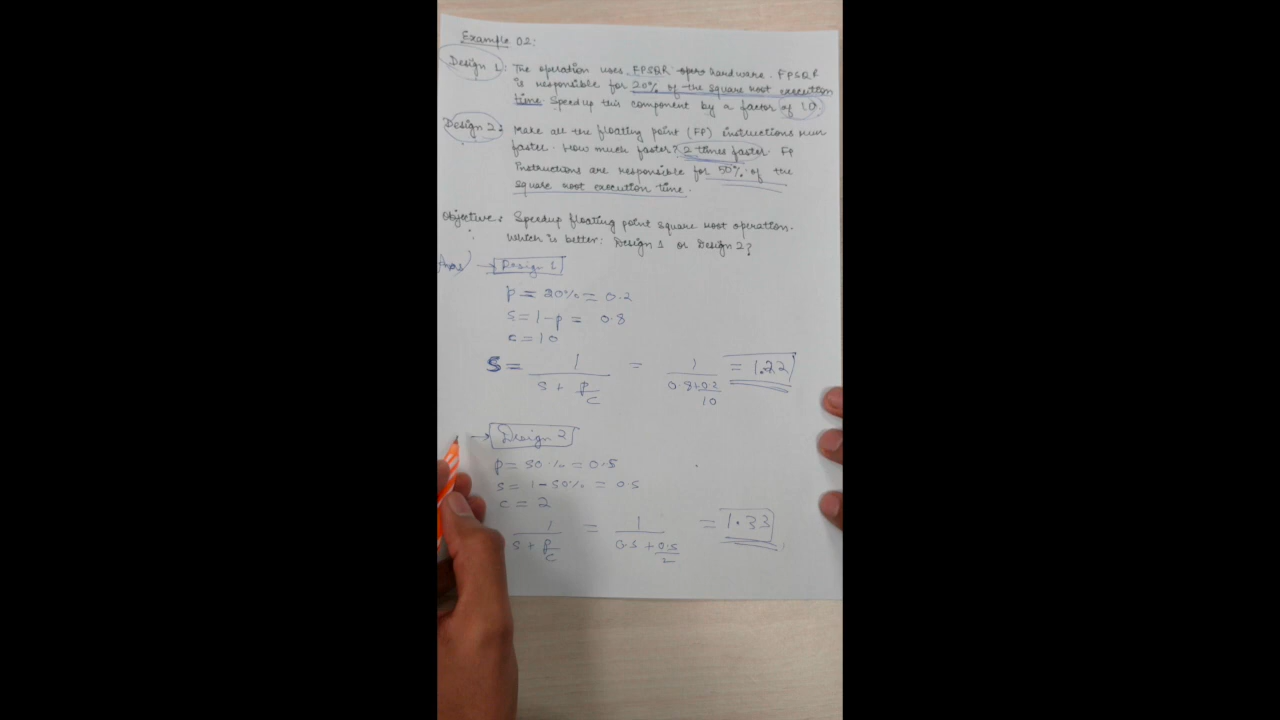 Example 02:
Design 1: The operation uses FPSQR hardware. FPSQR
is responsible for 20% of the square root execution
time. Speedup this component by a factor of 10.
Design 2: Make all the floating point (FP) instructions run
faster. How much faster? 2 times faster. FP
instructions are responsible for 50% of the
square root execution time.
Objective: Speedup floating point square root operation.
Which is better: Design 1 or Design 2?
Ans → Design 1
p = 20% = 0.2
s = 1-p = 0.8
c = 10
S = 1 / (s + p/c) = 1 / (0.8+0.2/10) = 1.22
→ Design 2
p = 50% = 0.5
s = 1-50% = 0.5
c = 2
1 / (s + p/c) = 1 / (0.5 + 0.5/2) = 1.33